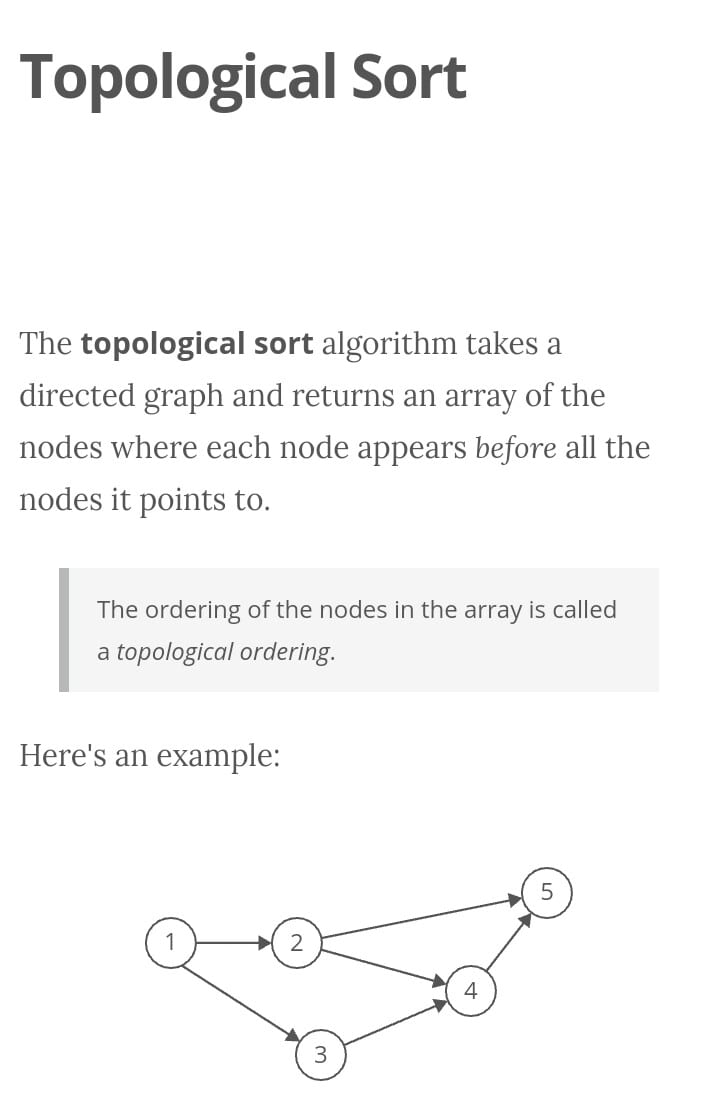 Topological Sort
The topological sort algorithm takes a
directed graph and returns an array of the
nodes where each node appears before all the
nodes it points to.
The ordering of the nodes in the array is called
a topological ordering.
Here's an example:
5
1
2
4
3